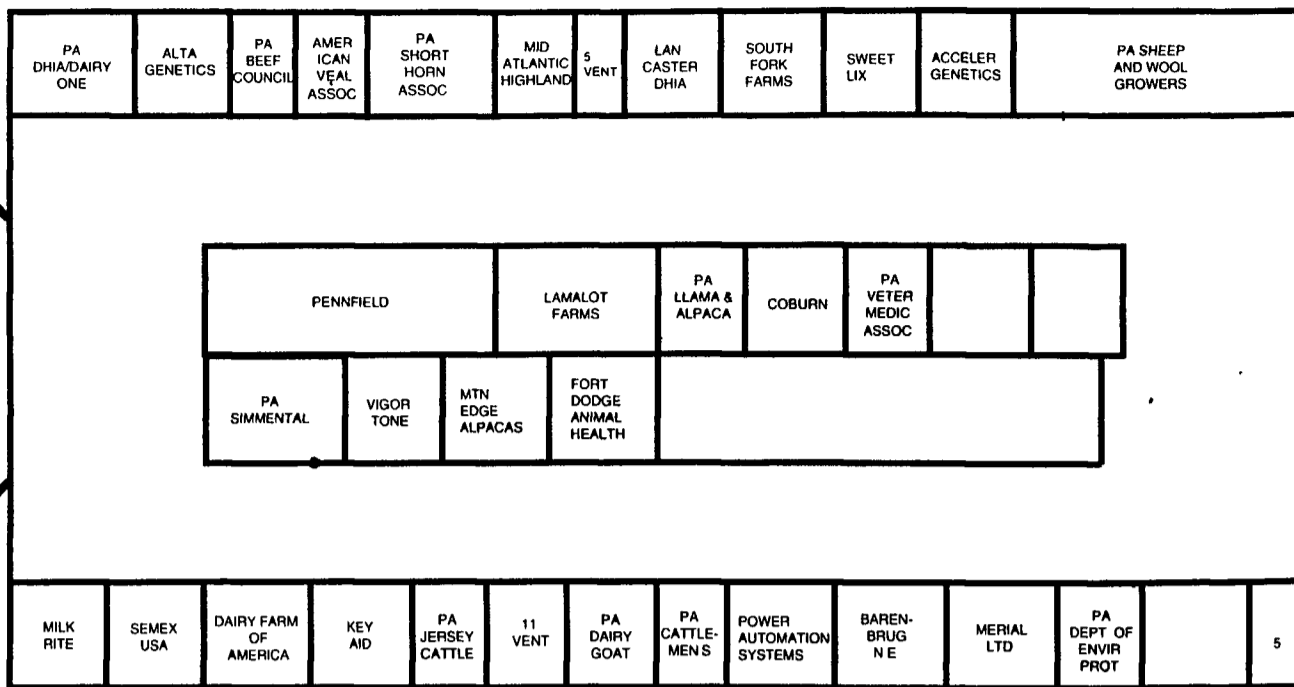 PA
DHIA/DAIRY
ONE
ALTA
GENETICS
PA
BEEF
COUNCIL
AMER
ICAN
VEAL
ASSOC
PA
SHORT
HORN
ASSOC
MID
ATLANTIC
HIGHLAND
5
VENT
LAN
CASTER
DHIA
SOUTH
FORK
FARMS
SWEET
LIX
ACCELER
GENETICS
PA SHEEP
AND WOOL
GROWERS
PENNFIELD
LAMALOT
FARMS
PA
LLAMA &
ALPACA
COBURN
PA
VETER
MEDIC
ASSOC
PA
SIMMENTAL
VIGOR
TONE
MTN
EDGE
ALPACAS
FORT
DODGE
ANIMAL
HEALTH
MILK
RITE
SEMEX
USA
DAIRY FARM
OF
AMERICA
KEY
AID
PA
JERSEY
CATTLE
11
VENT
PA
DAIRY
GOAT
PA
CATTLE-
MENS
POWER
AUTOMATION
SYSTEMS
BAREN-
BRUG
N E
MERIAL
LTD
PA
DEPT OF
ENVIR
PROT
5